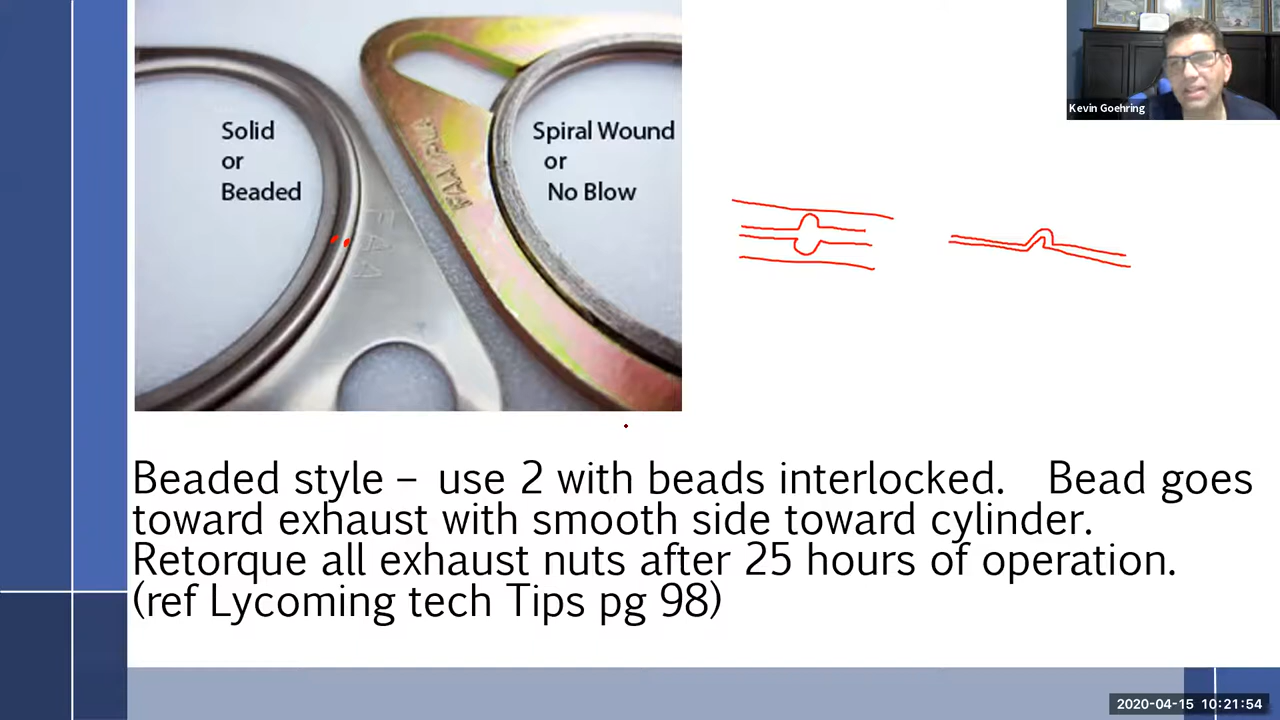 Kevin Goehring
Solid
or
Beaded
Spiral Wound
or
No Blow
FAA
Beaded style – use 2 with beads interlocked. Bead goes
toward exhaust with smooth side toward cylinder.
Retorque all exhaust nuts after 25 hours of operation.
(ref Lycoming tech Tips pg 98)
2020-04-15 10:21:54